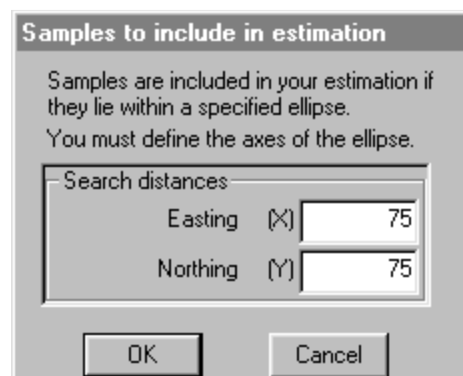 Samples to include in estimation
Samples are included in your estimation if
they lie within a specified ellipse.
You must define the axes of the ellipse.
Search distances
Easting (X) 75
Northing (Y) 75
OK Cancel